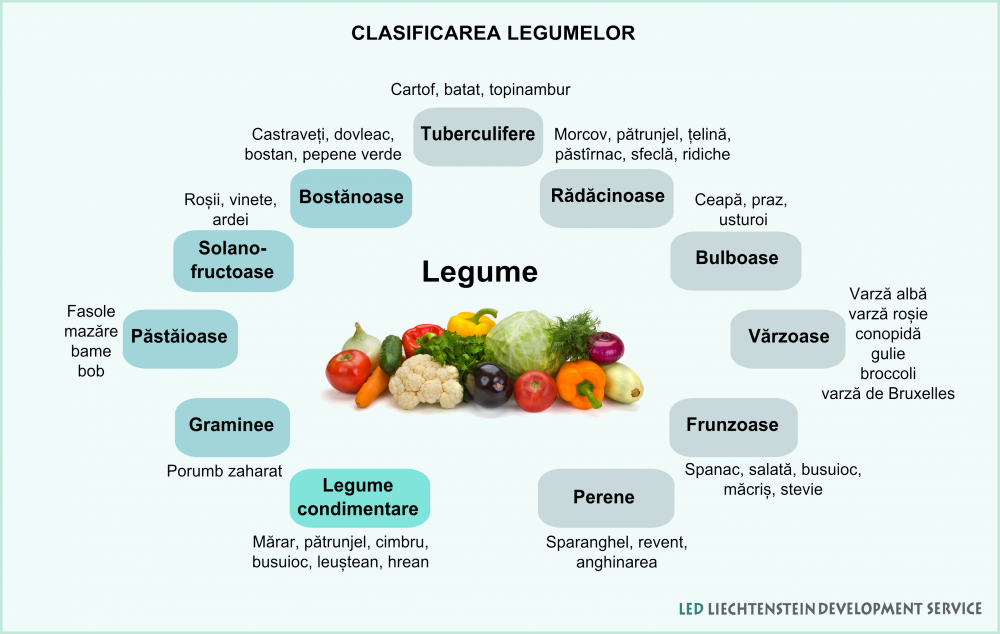 CLASIFICAREA LEGUMELOR
Cartof, batat, topinambur
Tuberculifere
Castraveți, dovleac,
bostan, pepene verde
Bostănoase
Morcov, pătrunjel, țelină,
păstîrnac, sfeclă, ridiche
Rădăcinoase
Roșii, vinete,
ardei
Solano-
fructoase
Ceapă, praz,
usturoi
Bulboase
Legume
Fasole
mazăre
bame
bob
Păstăioase
Vărzoase
Varză albă
varză roșie
conopidă
gulie
broccoli
varză de Bruxelles
Graminee
Porumb zaharat
Frunzoase
Spanac, salată, busuioc,
măcriș, stevie
Legume
condimentare
Mărar, pătrunjel, cimbru,
busuioc, leuștean, hrean
Perene
Sparanghel, revent,
anghinarea
LED LIECHTENSTEIN DEVELOPMENT SERVICE